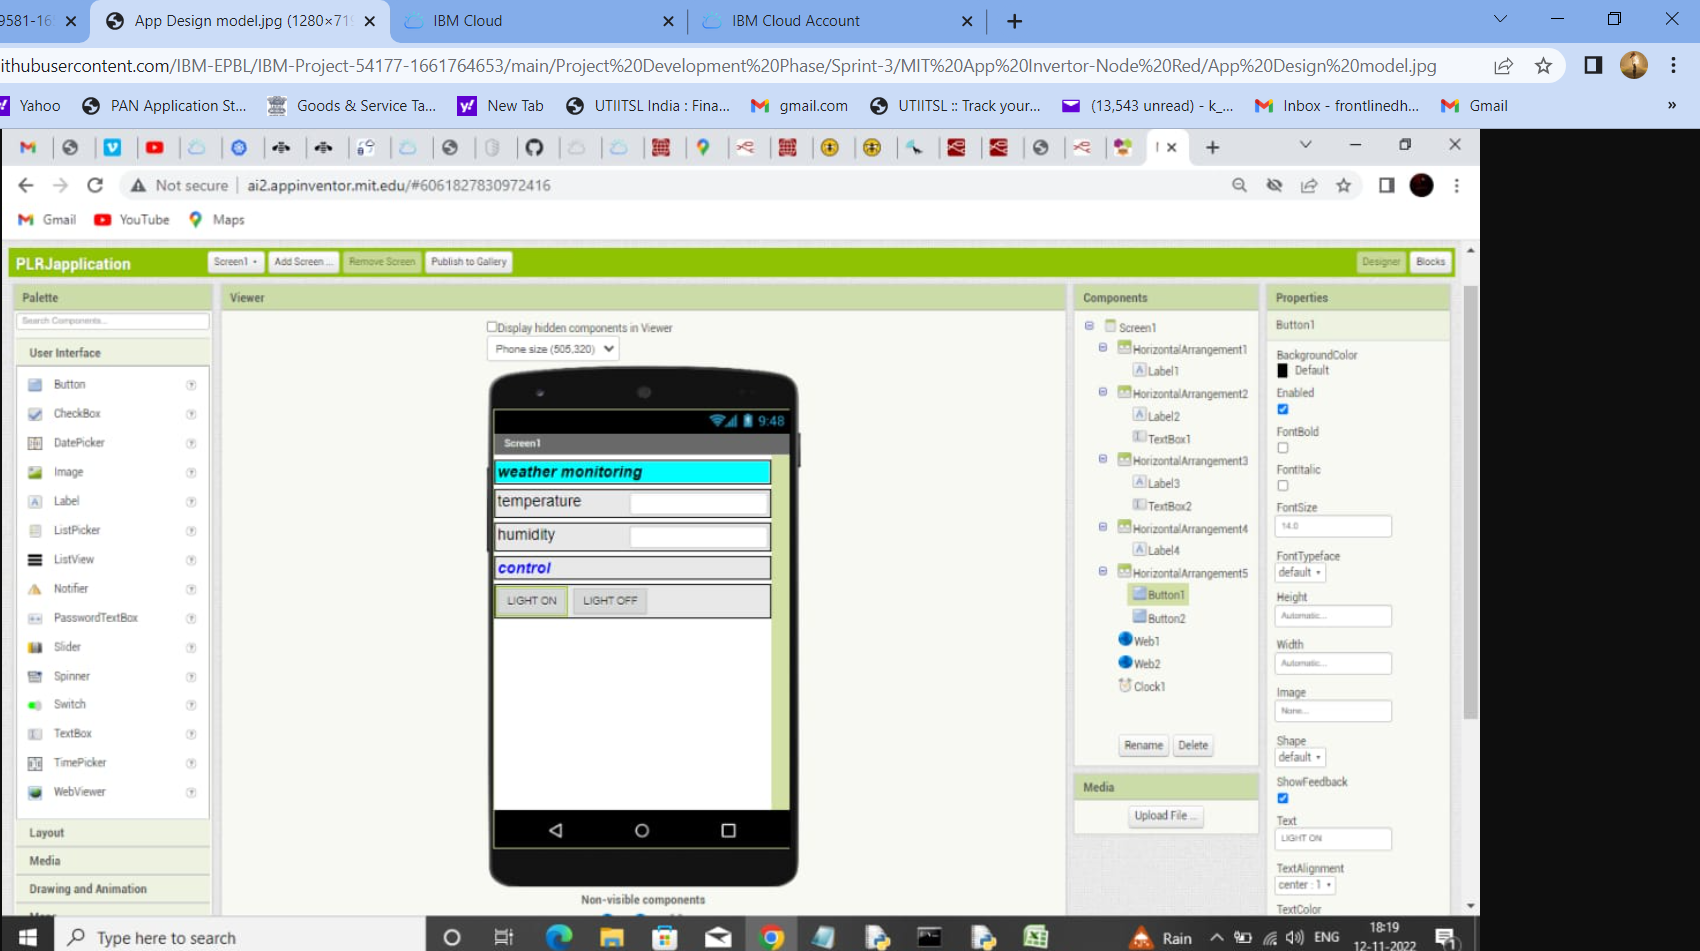 9581-16
App Design model.jpg (1280×719
IBM Cloud
IBM Cloud Account
ithubusercontent.com/IBM-EPBL/IBM-Project-54177-1661764653/main/Project%20Development%20Phase/Sprint-3/MIT%20App%20Invertor-Node%20Red/App%20Design%20model.jpg
Yahoo
PAN Application St...
Goods & Service Ta...
New Tab
UTIITSL India : Fina...
gmail.com
UTIITSL :: Track your...
(13,543 unread) - k_...
Inbox - frontlinedh...
Gmail
»
Not secure
ai2.appinventor.mit.edu/#6061827830972416
Gmail
YouTube
Maps
PLRJapplication
Screen1
Add Screen ...
Remove Screen
Publish to Gallery
Designer
Blocks
Palette
Search Components...
User Interface
Button
CheckBox
DatePicker
Image
Label
ListPicker
ListView
Notifier
PasswordTextBox
Slider
Spinner
Switch
TextBox
TimePicker
WebViewer
Layout
Media
Drawing and Animation
Viewer
Display hidden components in Viewer
Phone size (505,320)
9:48
Screen1
weather monitoring
temperature
humidity
control
LIGHT ON
LIGHT OFF
Non-visible components
Components
Screen1
HorizontalArrangement1
Label1
HorizontalArrangement2
Label2
TextBox1
HorizontalArrangement3
Label3
TextBox2
HorizontalArrangement4
Label4
HorizontalArrangement5
Button1
Button2
Web1
Web2
Clock1
Rename
Delete
Media
Upload File ...
Properties
Button1
BackgroundColor
Default
Enabled
FontBold
FontItalic
FontSize
14.0
FontTypeface
default
Height
Automatic...
Width
Automatic...
Image
None...
Shape
default
ShowFeedback
Text
LIGHT ON
TextAlignment
center : 1
TextColor
Type here to search
Rain
ENG
18:19
12-11-2022
1